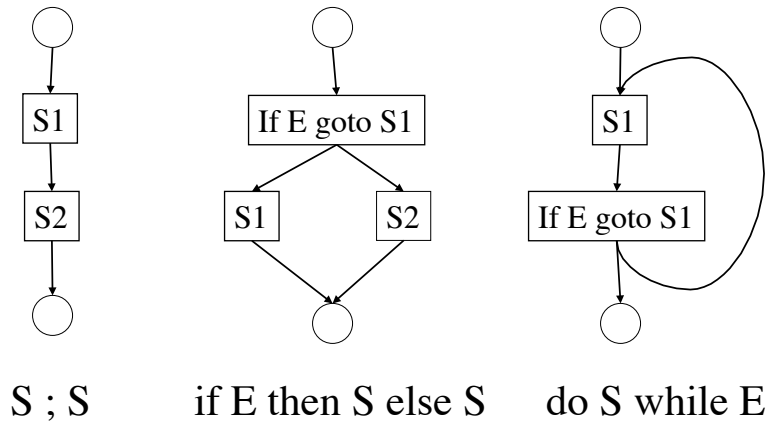 S1
S2
S ; S
If E goto S1
S1
S2
if E then S else S
S1
If E goto S1
do S while E